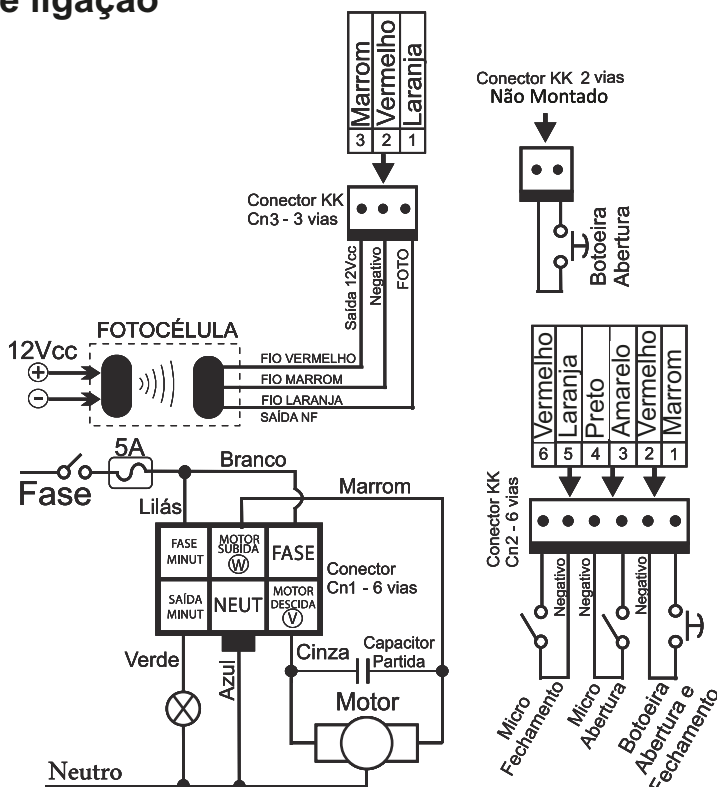 e ligação
Marrom
Vermelho
Laranja
3 2 1
Conector KK
Cn3 - 3 vias
Saída 12Vcc
Negativo
FOTO
Conector KK 2 vias
Não Montado
Botoeira
Abertura
FOTOCÉLULA
12Vcc
+
-
FIO VERMELHO
FIO MARROM
FIO LARANJA
SAÍDA NF
Vermelho
Laranja
Preto
Amarelo
Vermelho
Marrom
6 5 4 3 2 1
Conector KK
Cn2 - 6 vias
Negativo
Negativo
Negativo
Micro
Fechamento
Micro
Abertura
Botoeira
Abertura e
Fechamento
5A
Fase
Branco
Lilás
Marrom
FASE
MINUT
MOTOR
SUBIDA
W
FASE
SAÍDA
MINUT
NEUT
MOTOR
DESCIDA
V
Conector
Cn1 - 6 vias
Verde
Azul
Cinza
Capacitor
Partida
Motor
Neutro